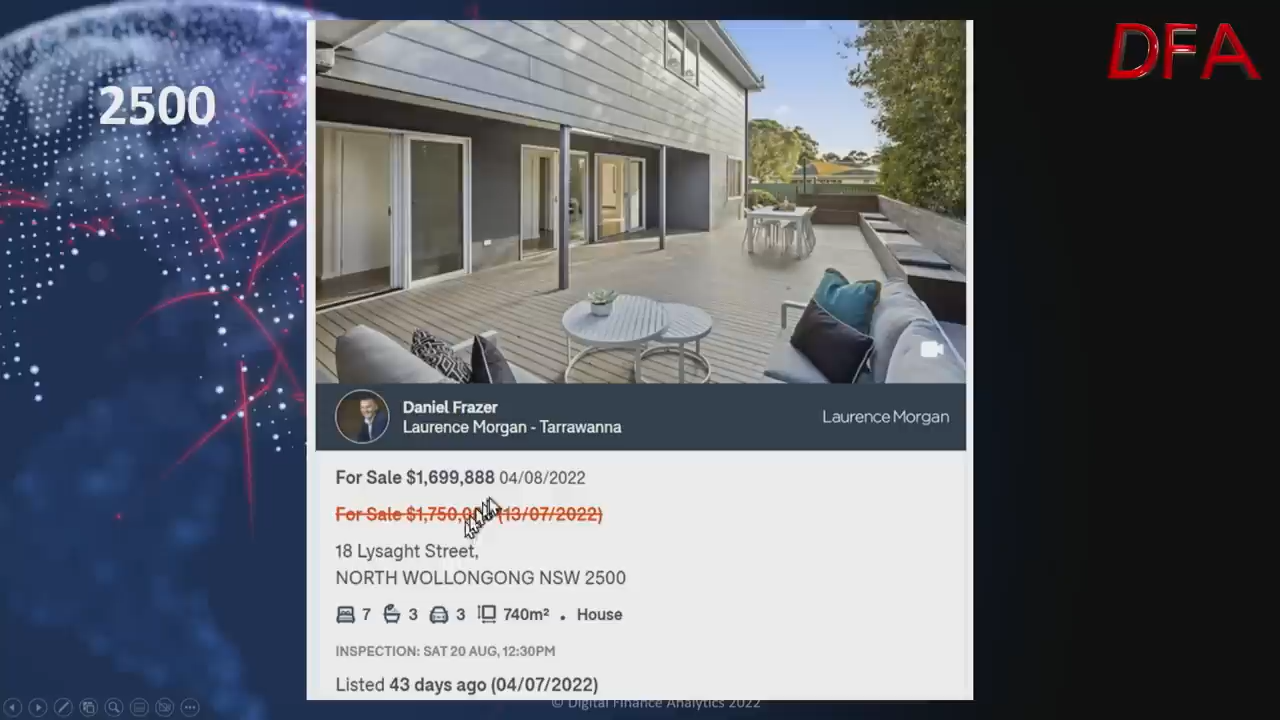 2500
DFA
Daniel Frazer
Laurence Morgan - Tarrawanna
Laurence Morgan
For Sale $1,699,888 04/08/2022
For Sale $1,750, (13/07/2022)
18 Lysaght Street,
NORTH WOLLONGONG NSW 2500
7 3 3 740m² . House
INSPECTION: SAT 20 AUG, 12:30PM
Listed 43 days ago (04/07/2022)
© Digital Finance Analytics 2022